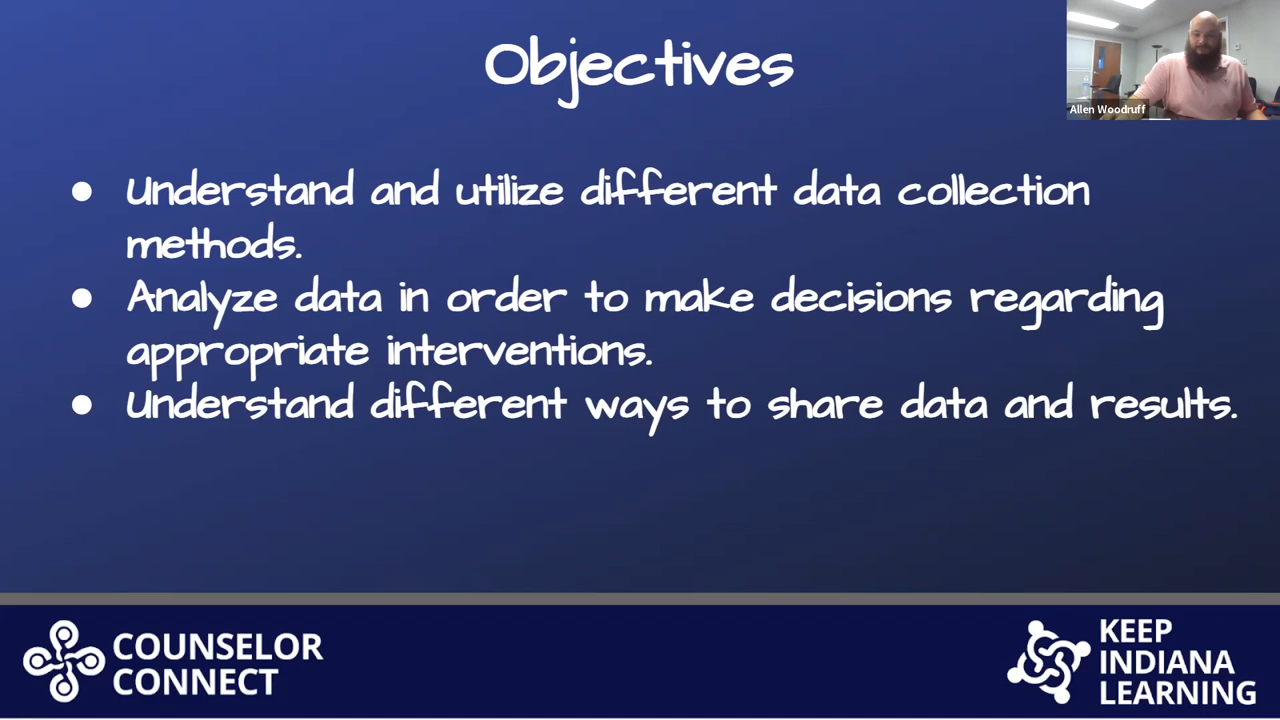 Objectives
Allen Woodruff
● Understand and utilize different data collection
methods.
● Analyze data in order to make decisions regarding
appropriate interventions.
● Understand different ways to share data and results.
COUNSELOR
CONNECT
KEEP
INDIANA
LEARNING